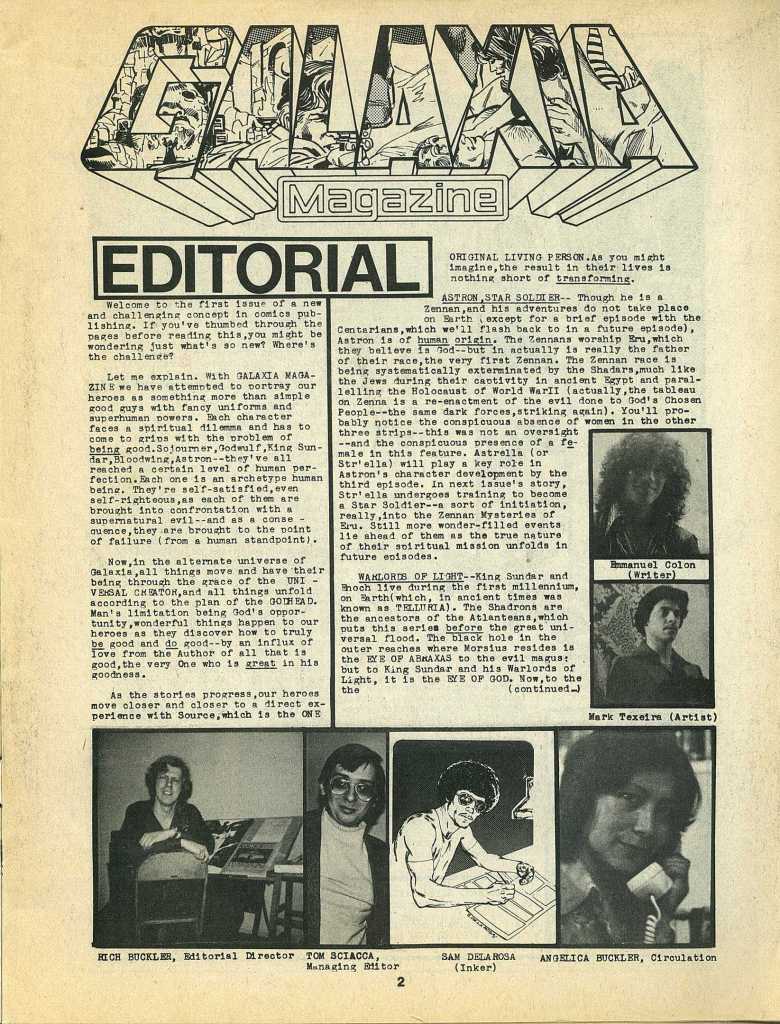 GALAXIA
Magazine
EDITORIAL
Welcome to the first issue of a new
and challenging concept in comics pub-
lishing. If you've thumbed through the
pages before reading this,you might be
wondering just what's so new? Where's
the challenge?
Let me explain. With GALAXIA MAGA-
ZINE we have attempted to portray our
heroes as something more than simple
good guys with fancy uniforms and
superhuman powers. Each character
faces a spiritual dilemma and has to
come to grips with the problem of
being good.Sojourner,Godwulf,King Sun-
dar,Bloodwing,Astron--they've all
reached a certain level of human per-
fection.Each one is an archetype human
being. They're self-satisfied,even
self-righteous,as each of them are
brought into confrontation with a
supernatural evil--and as a conse -
quence,they are brought to the point
of failure (from a human standpoint).
Now,in the alternate universe of
Galaxia,all things move and have their
being through the grace of the UNI -
VERSAL CREATOR,and all things unfold
according to the plan of the GODHEAD.
Man's limitation being God's oppor-
tunity,wonderful things happen to our
heroes as they discover how to truly
be good and do good--by an influx of
love from the Author of all that is
good,the very One who is great in his
goodness.
As the stories progress,our heroes
move closer and closer to a direct ex-
perience with Source,which is the ONE
ORIGINAL LIVING PERSON.As you might
imagine,the result in their lives is
nothing short of transforming.
ASTRON,STAR SOLDIER-- Though he is a
Zennan,and his adventures do not take place
on Earth (except for a brief episode with the
Centarians,which we'll flash back to in a future episode),
Astron is of human origin. The Zennans worship Eru,which
they believe is God--but in actually is really the father
of their race,the very first Zennan. The Zennan race is
being systematically exterminated by the Shadars,much like
the Jews during their captivity in ancient Egypt and paral-
lelling the Holocaust of World WarII (actually,the tableau
on Zenna is a re-enactment of the evil done to God's Chosen
People--the same dark forces,striking again). You'll pro-
bably notice the conspicuous absence of women in the other
three strips--this was not an oversight
--and the conspicuous presence of a fe-
male in this feature. Astrella (or
Str'ella) will play a key role in
Astron's character development by the
third episode. In next issue's story,
Str'ella undergoes training to become
a Star Soldier--a sort of initiation,
really,into the Zennan Mysteries of
Eru. Still more wonder-filled events
lie ahead of them as the true nature
of their spiritual mission unfolds in
future episodes.
WARLORDS OF LIGHT--King Sundar and
Enoch live during the first millennium,
on Earth(which, in ancient times was
known as TELLURIA). The Shadrons are
the ancestors of the Atlanteans,which
puts this series before the great uni-
versal flood. The black hole in the
outer reaches where Morsius resides is
the EYE OF ABRAXAS to the evil magus;
but to King Sundar and his Warlords of
Light, it is the EYE OF GOD. Now,to the
the (continued...)
Emmanuel Colon
(Writer)
Mark Texeira (Artist)
RICH BUCKLER, Editorial Director
TOM SCIACCA,
Managing Editor
SAM DELAROSA
(Inker)
ANGELICA BUCKLER, Circulation
2